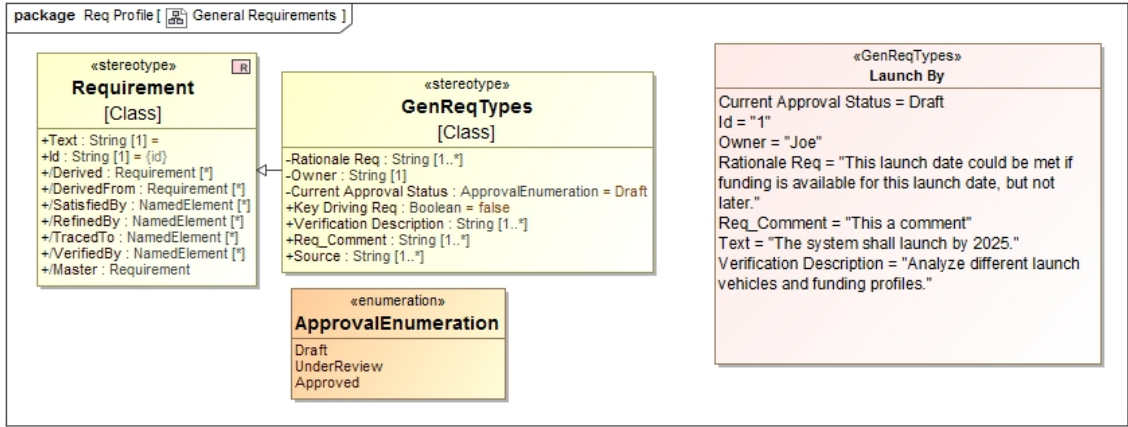 package Req Profile [ General Requirements ]
«stereotype»
R
Requirement
[Class]
+Text : String [1] =
+Id : String [1] = {id}
+/Derived : Requirement [*]
+/DerivedFrom : Requirement [*]
+/SatisfiedBy : NamedElement [*]
+/RefinedBy : NamedElement [*]
+/TracedTo : NamedElement [*]
+/VerifiedBy : NamedElement [*]
+/Master : Requirement
«stereotype»
GenReqTypes
[Class]
-Rationale Req : String [1..*]
-Owner : String [1]
-Current Approval Status : ApprovalEnumeration = Draft
+Key Driving Req : Boolean = false
+Verification Description : String [1..*]
+Req_Comment : String [1..*]
+Source : String [1..*]
«enumeration»
ApprovalEnumeration
Draft
UnderReview
Approved
«GenReqTypes»
Launch By
Current Approval Status = Draft
Id = "1"
Owner = "Joe"
Rationale Req = "This launch date could be met if
funding is available for this launch date, but not
later."
Req_Comment = "This a comment"
Text = "The system shall launch by 2025."
Verification Description = "Analyze different launch
vehicles and funding profiles."